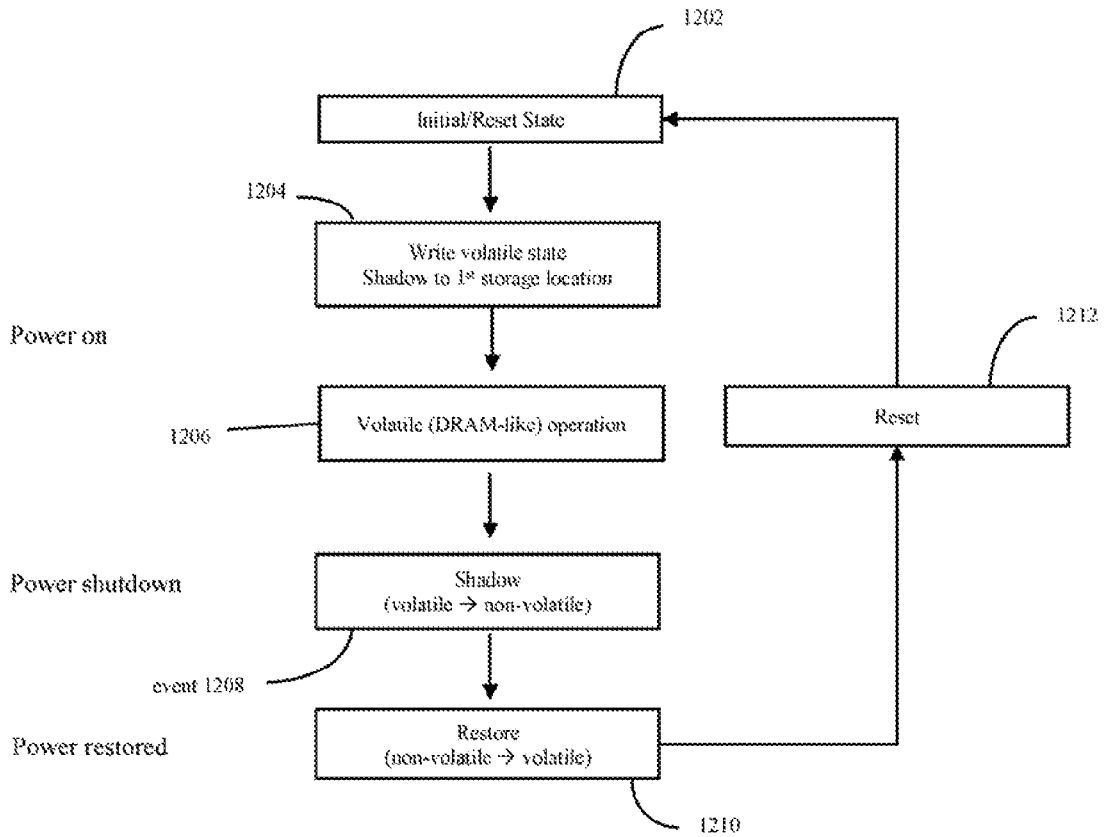 1202
Initial/Reset State
1204
Write volatile state
Shadow to 1st storage location
Power on
1212
Reset
1206
Volatile (DRAM-like) operation
Power shutdown
Shadow
(volatile → non-volatile)
event 1208
Power restored
Restore
(non-volatile → volatile)
1210